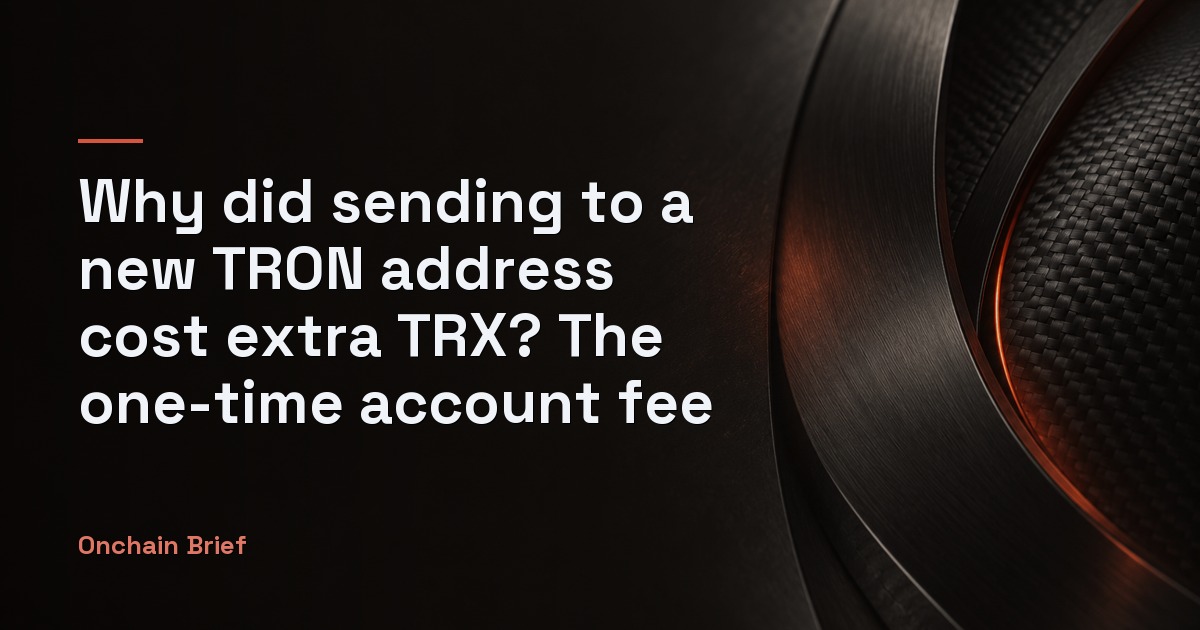 Why did sending to a
new TRON address
cost extra TRX? The
one-time account fee
Onchain Brief